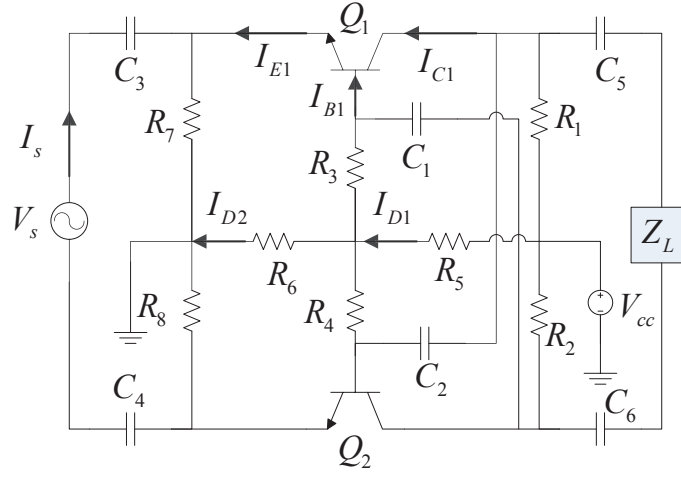 Q1
C3
IE1
IC1
C5
IB1
R7
R1
C1
Is
R3
ID2
ID1
Vs
ZL
R6
R5
R8
R4
Vcc
R2
C2
C4
C6
Q2